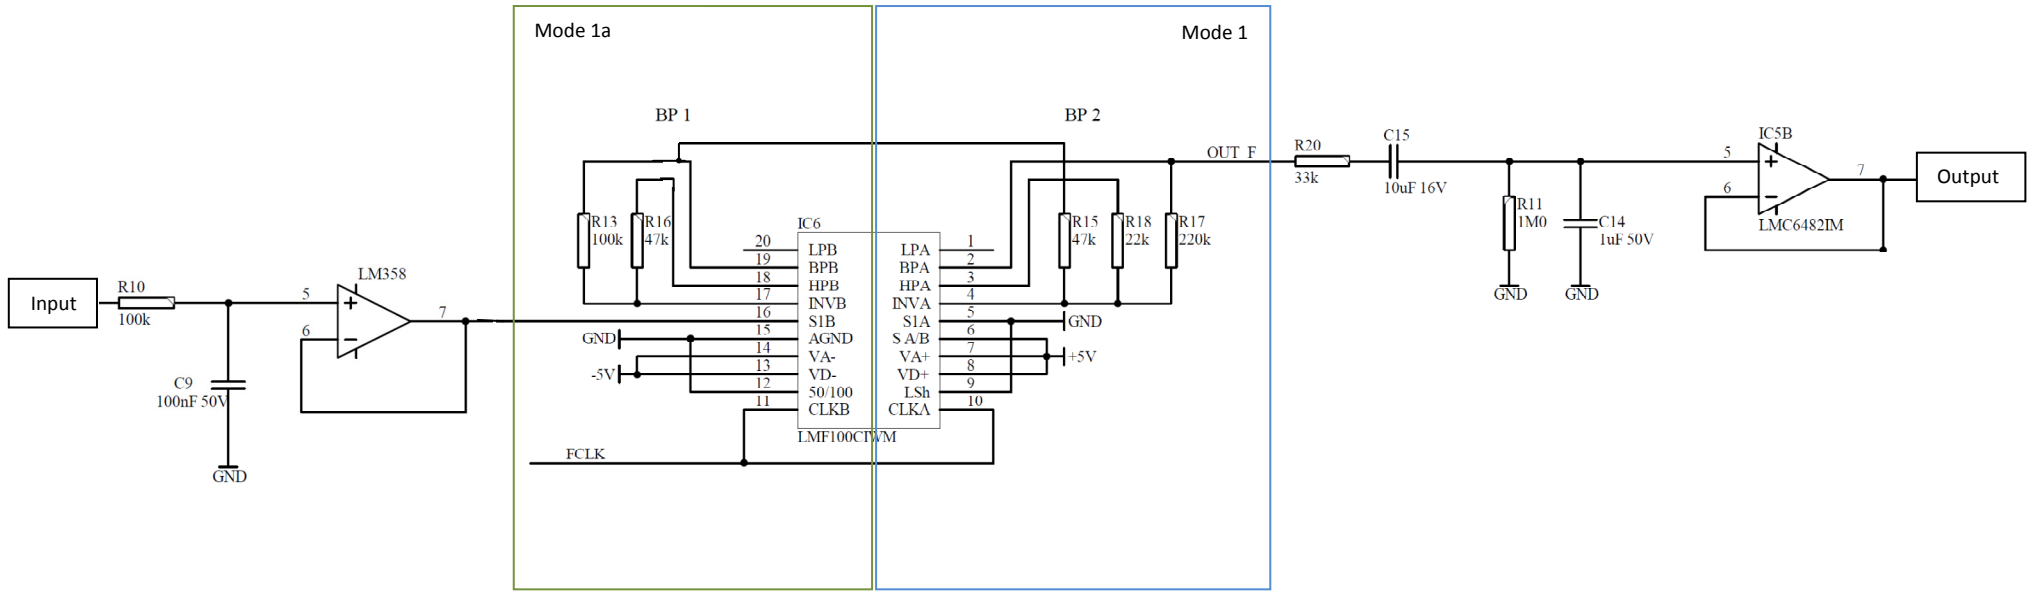 Mode 1a
Mode 1
BP 1
BP 2
Input
R10
100k
C9
100nF 50V
GND
5
6
7
LM358
R13
100k
R16
47k
IC6
20 LPB
19 BPB
18 HPB
17 INVB
16 S1B
15 AGND
14 VA-
13 VD-
12 50/100
11 CLKB
LPA 1
BPA 2
HPA 3
INVA 4
S1A 5
S A/B 6
VA+ 7
VD+ 8
LSh 9
CLKA 10
LMF100CIWM
GND
-5V
FCLK
R15
47k
R18
22k
R17
220k
GND
+5V
OUT F
R20
33k
C15
10uF 16V
R11
1M0
GND
C14
1uF 50V
GND
IC5B
5
+
6
−
7
LMC6482IM
Output